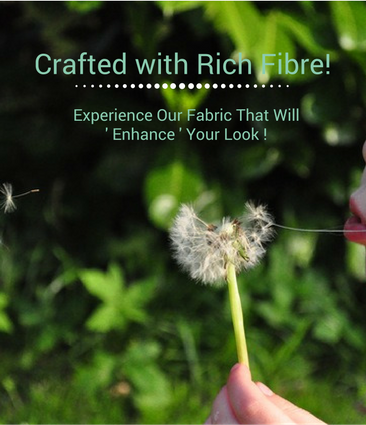 Crafted with Rich Fibre!
Experience Our Fabric That Will
' Enhance ' Your Look !